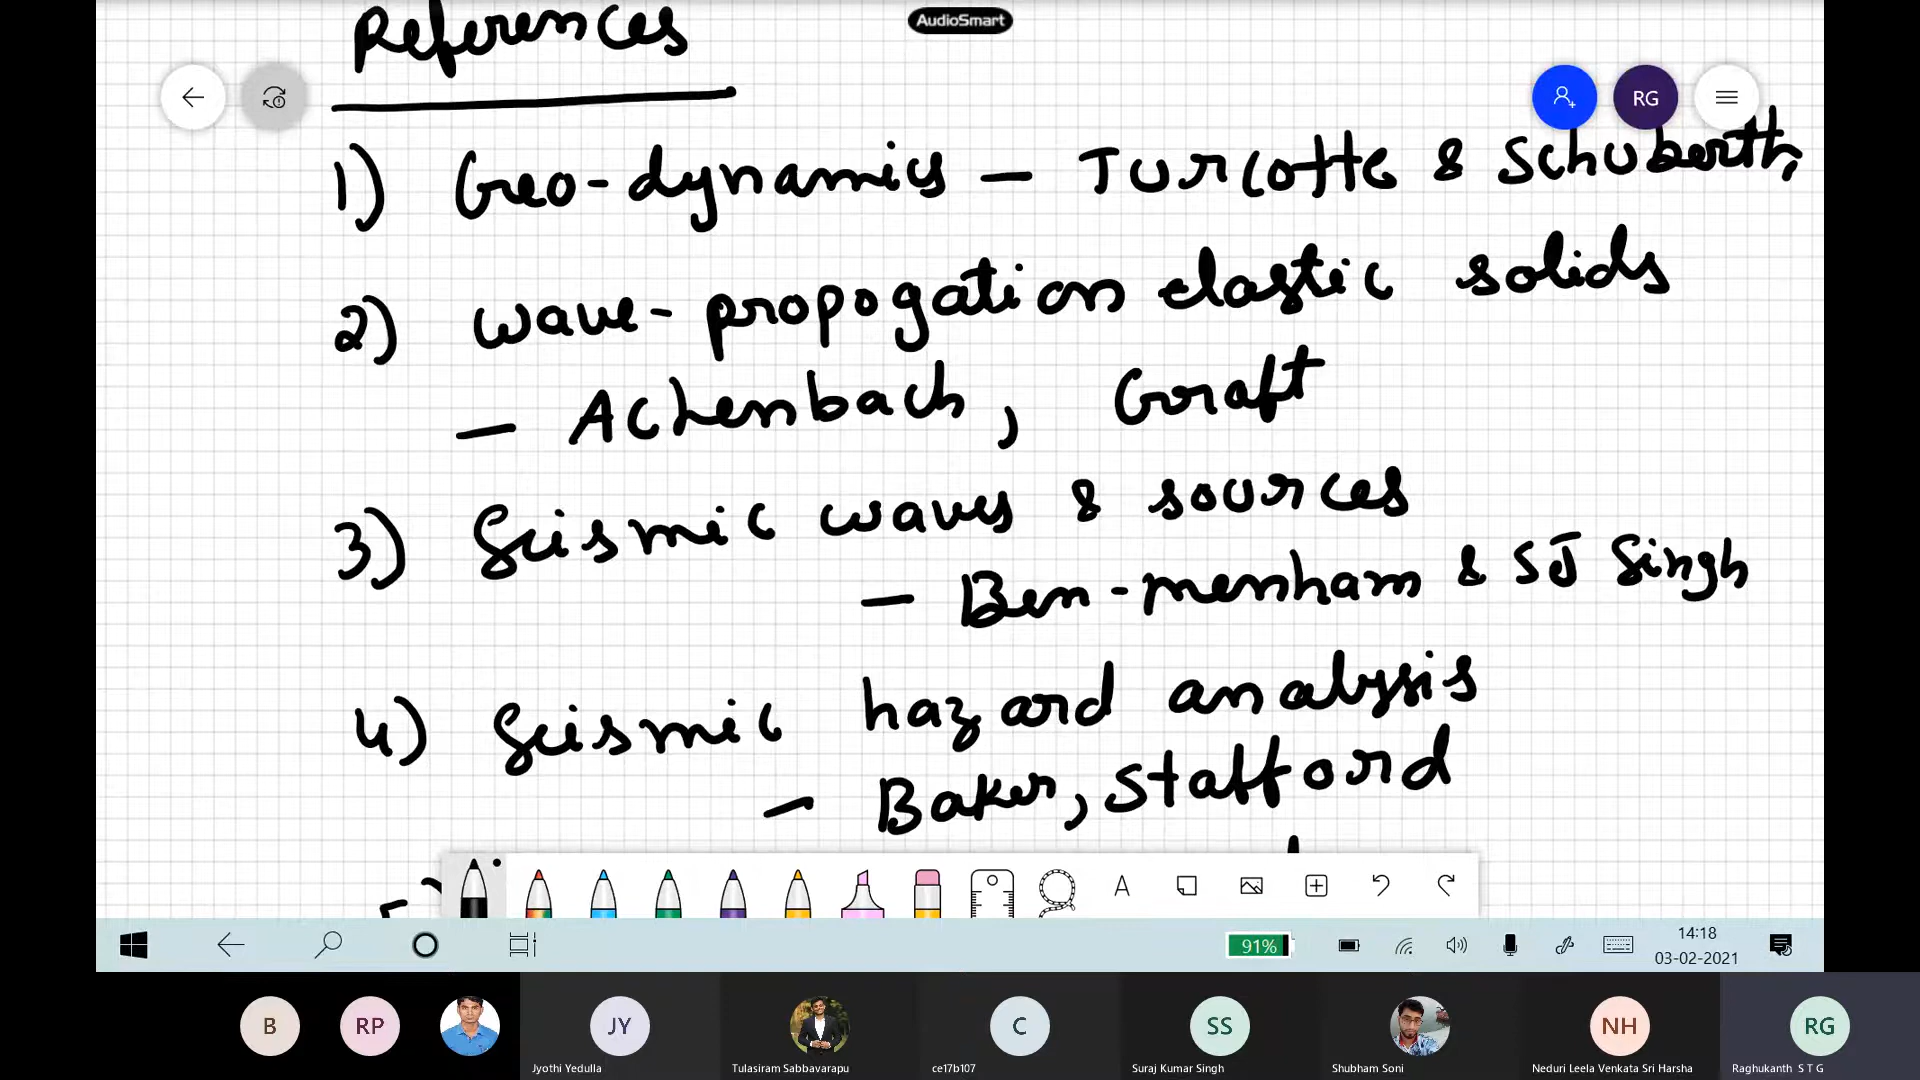 AudioSmart
References
RG
1) Geo-dynamics - Turcotte & Schuberth,
2) wave-propogation elastic solids
- Achenbach, Graft
3) Seismic waves & sources
- Ben-menham & SJ Singh
4) Seismic hazard analysis
- Baker, Stafford
A
91%
14:18
03-02-2021
B
RP
JY
C
SS
NH
RG
Jyothi Yedulla
Tulasiram Sabbavarapu
ce17b107
Suraj Kumar Singh
Shubham Soni
Neduri Leela Venkata Sri Harsha
Raghukanth S T G